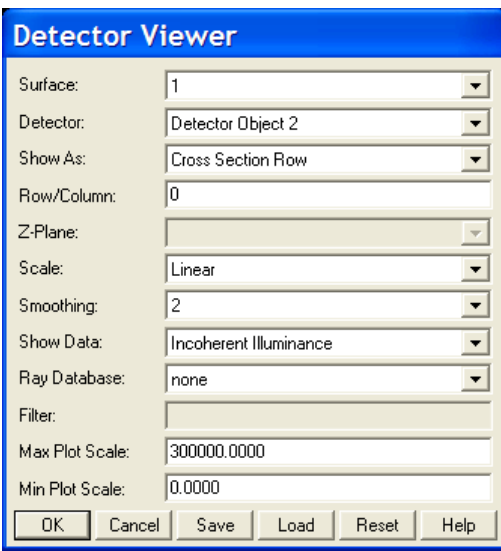 Detector Viewer
Surface: 1
Detector: Detector Object 2
Show As: Cross Section Row
Row/Column: 0
Z-Plane:
Scale: Linear
Smoothing: 2
Show Data: Incoherent Illuminance
Ray Database: none
Filter:
Max Plot Scale: 300000.0000
Min Plot Scale: 0.0000
OK Cancel Save Load Reset Help